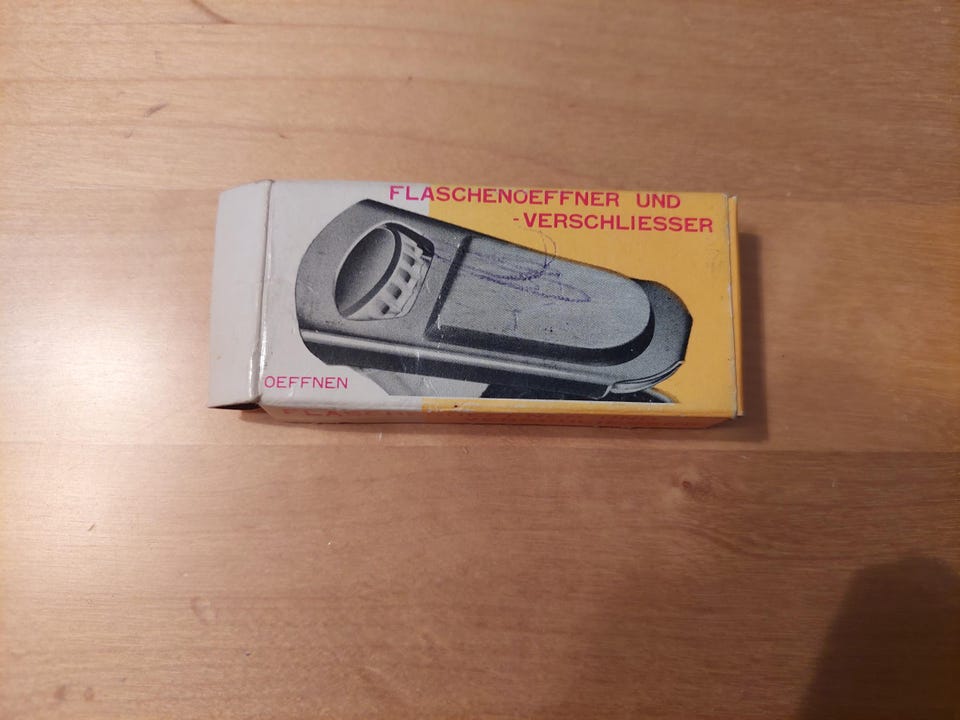 FLASCHENOEFFNER UND
-VERSCHLIESSER
OEFFNEN